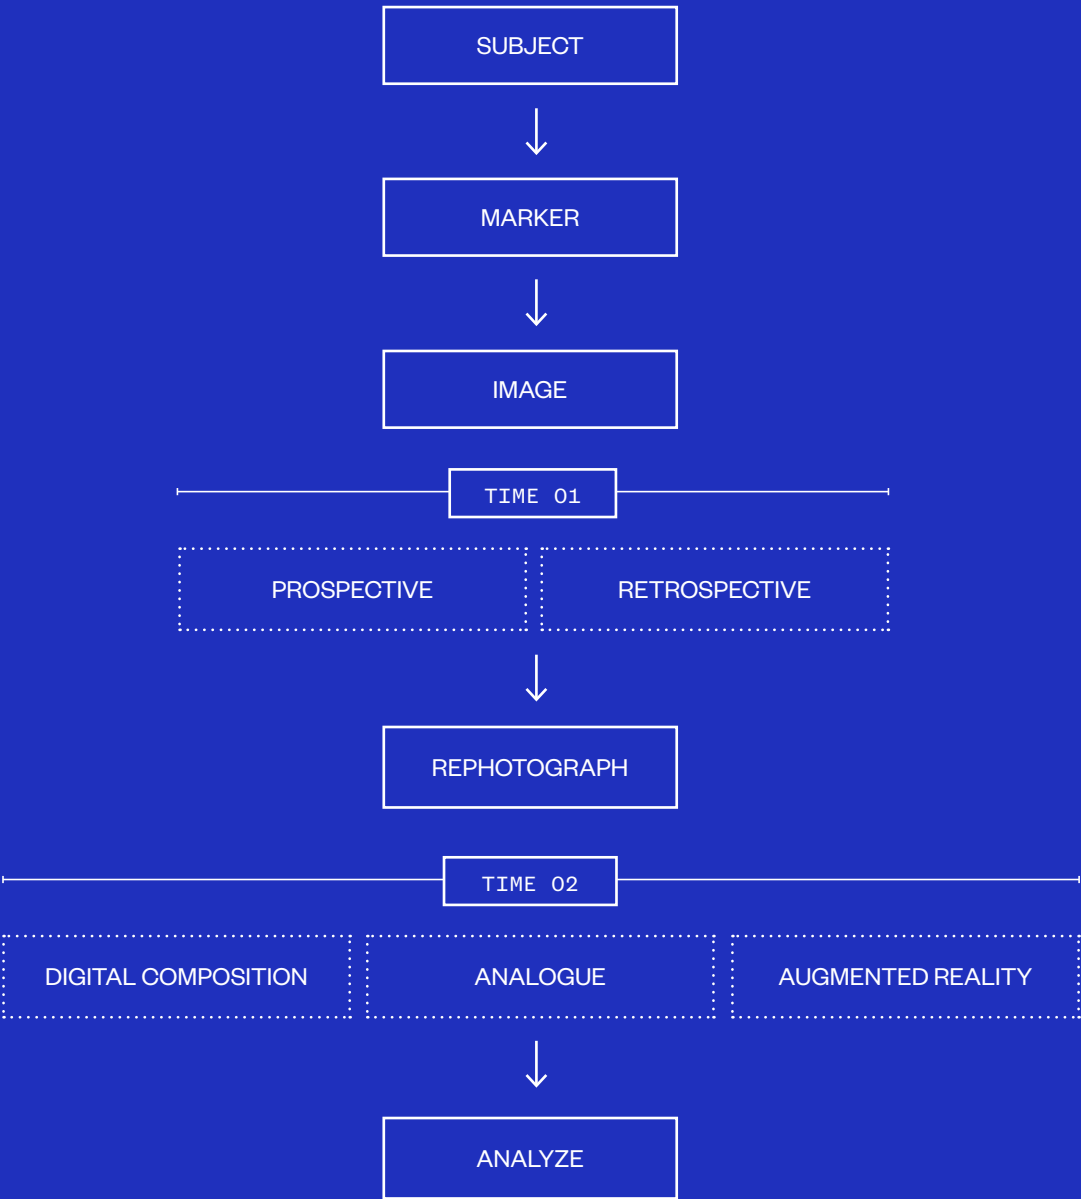 SUBJECT
MARKER
IMAGE
TIME 01
PROSPECTIVE
RETROSPECTIVE
REPHOTOGRAPH
TIME 02
DIGITAL COMPOSITION
ANALOGUE
AUGMENTED REALITY
ANALYZE